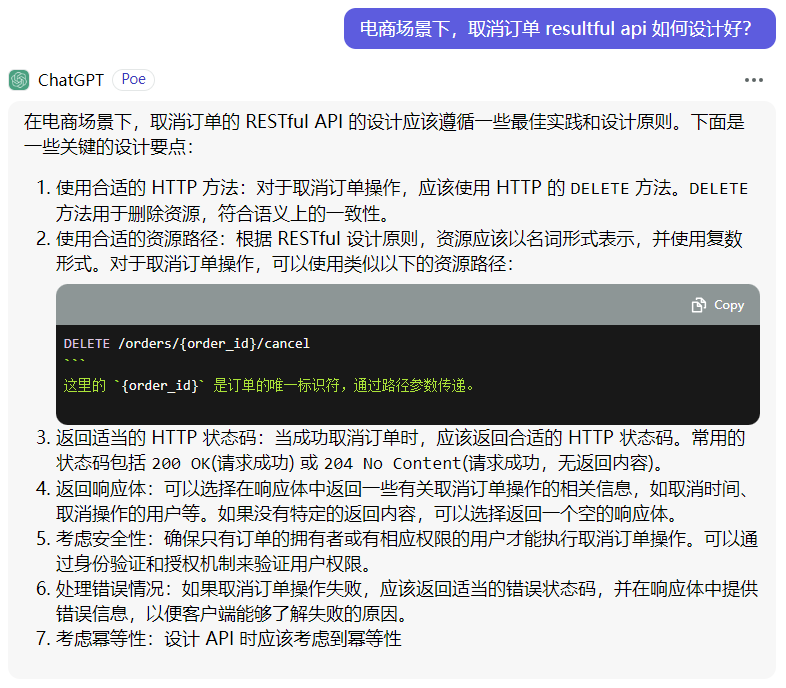 电商场景下，取消订单 resultful api 如何设计好？
ChatGPT Poe
在电商场景下，取消订单的 RESTful API 的设计应该遵循一些最佳实践和设计原则。下面是
一些关键的设计要点：
1. 使用合适的 HTTP 方法：对于取消订单操作，应该使用 HTTP 的 DELETE 方法。DELETE
方法用于删除资源，符合语义上的一致性。
2. 使用合适的资源路径：根据 RESTful 设计原则，资源应该以名词形式表示，并使用复数
形式。对于取消订单操作，可以使用类似以下的资源路径：
Copy
DELETE /orders/{order_id}/cancel
```
这里的 `{order_id}` 是订单的唯一标识符，通过路径参数传递。
3. 返回适当的 HTTP 状态码：当成功取消订单时，应该返回合适的 HTTP 状态码。常用的
状态码包括 200 OK(请求成功) 或 204 No Content(请求成功，无返回内容)。
4. 返回响应体：可以选择在响应体中返回一些有关取消订单操作的相关信息，如取消时间、
取消操作的用户等。如果没有特定的返回内容，可以选择返回一个空的响应体。
5. 考虑安全性：确保只有订单的拥有者或有相应权限的用户才能执行取消订单操作。可以通
过身份验证和授权机制来验证用户权限。
6. 处理错误情况：如果取消订单操作失败，应该返回适当的错误状态码，并在响应体中提供
错误信息，以便客户端能够了解失败的原因。
7. 考虑幂等性：设计 API 时应该考虑到幂等性